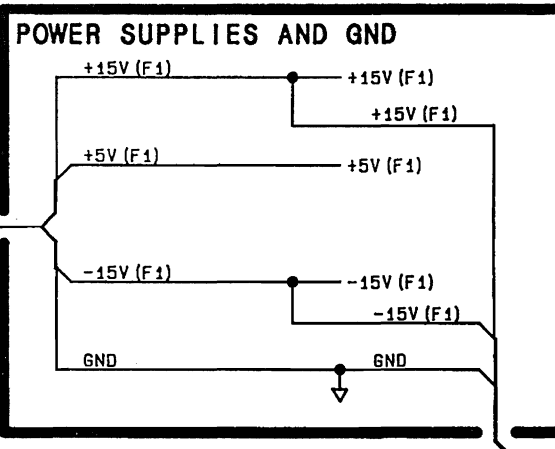 POWER SUPPLIES AND GND
+15V (F1)
+15V (F1)
+15V (F1)
+5V (F1)
+5V (F1)
-15V (F1)
-15V (F1)
-15V (F1)
GND
GND